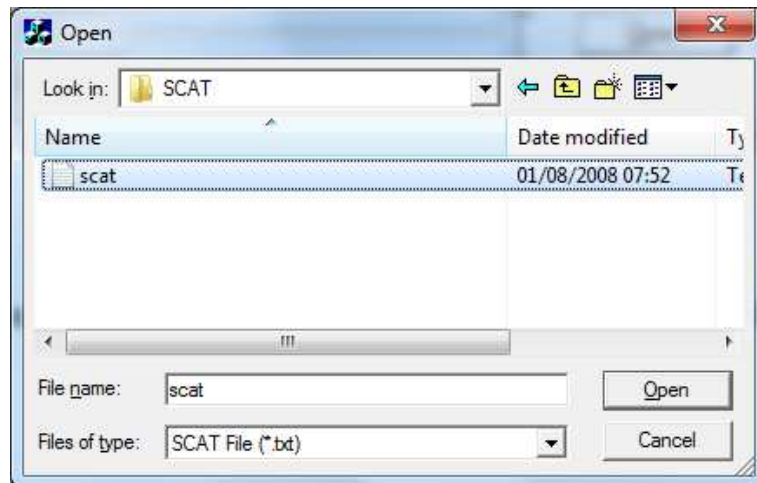 Open
Look in: SCAT
Name Date modified Ty
scat 01/08/2008 07:52 Te
File name: scat Open
Files of type: SCAT File (*.txt) Cancel